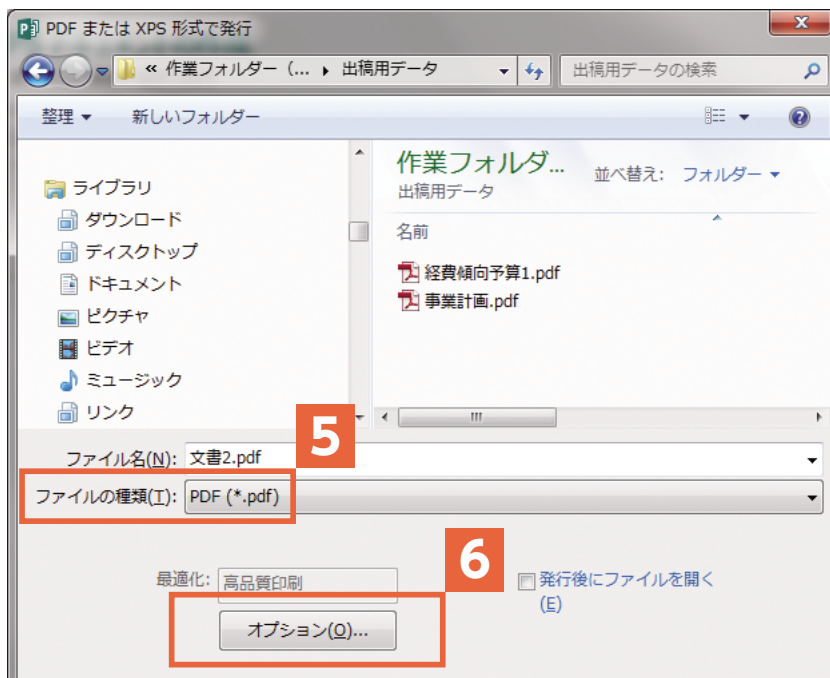 PDF または XPS 形式で発行
« 作業フォルダー (... ▸ 出稿用データ
出稿用データの検索
整理 ▼ 新しいフォルダー
ライブラリ
ダウンロード
ディスクトップ
ドキュメント
ピクチャ
ビデオ
ミュージック
リンク
作業フォルダ...
出稿用データ
並べ替え: フォルダー ▼
名前
経費傾向予算1.pdf
事業計画.pdf
5
ファイル名(N): 文書2.pdf
ファイルの種類(T): PDF (*.pdf)
6
最適化: 高品質印刷
オプション(O)...
発行後にファイルを開く
(E)